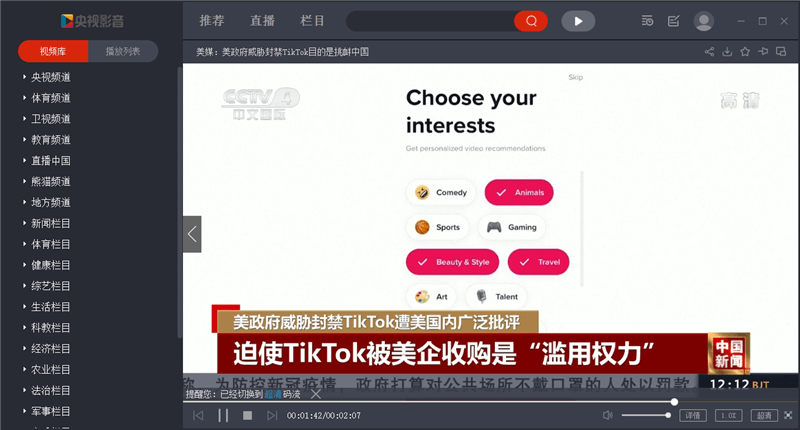 央视影音
推荐 直播 栏目
视频库 播放列表
美媒：美政府威胁封禁TikTok目的是挑衅中国
央视频道
体育频道
卫视频道
教育频道
直播中国
熊猫频道
地方频道
新闻栏目
体育栏目
健康栏目
综艺栏目
生活栏目
科教栏目
经济栏目
农业栏目
法治栏目
军事栏目
CCTV 4
中文国际
高清
Skip
Choose your
interests
Get personalized video recommendations
Comedy Animals
Sports Gaming
Beauty & Style Travel
Art Talent
美政府威胁封禁TikTok遭美国内广泛批评
迫使TikTok被美企收购是“滥用权力”
中国
新闻
为防控新冠疫情，政府打算对公共场所不戴口罩的人处以罚款
12:12 BJT
提醒您：已经切换到 超清 码流
00:01:42/00:02:07
详情 1.0X 超清